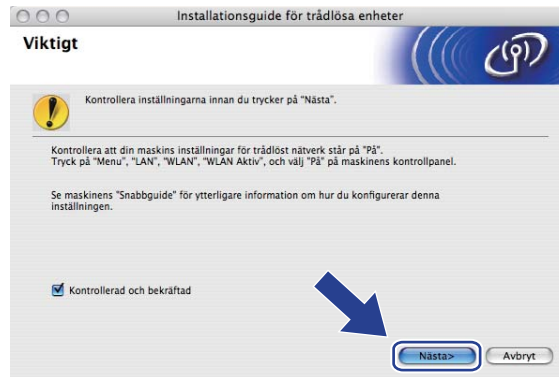 Installationsguide för trådlösa enheter
Viktigt
Kontrollera inställningarna innan du trycker på "Nästa".
Kontrollera att din maskins inställningar för trådlöst nätverk står på "På".
Tryck på "Menu", "LAN", "WLAN", "WLAN Aktiv", och välj "På" på maskinens kontrollpanel.
Se maskinens "Snabbguide" för ytterligare information om hur du konfigurerar denna
inställningen.
Kontrollerad och bekräftad
Nästa> Avbryt